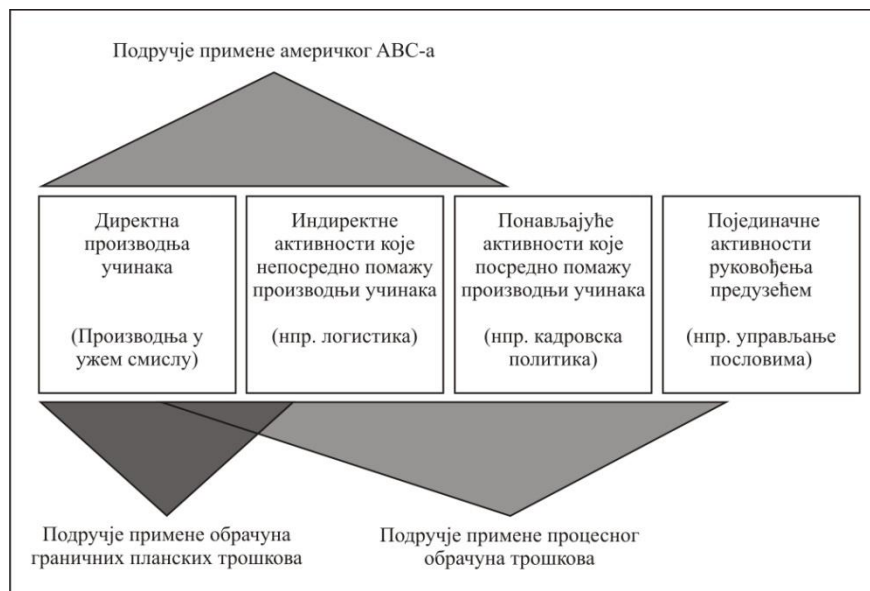 Подручје примене америчког ABC-а
Директна
производња
учинака
(Производња у
ужем смислу)
Индиректне
активности које
непосредно помажу
производњи учинака
(нпр. логистика)
Понављајуће
активности које
посредно помажу
производњи учинака
(нпр. кадровска
политика)
Појединачне
активности
руковођења
предузећем
(нпр. управљање
пословима)
Подручје примене обрачуна
граничних планских трошкова
Подручје примене процесног
обрачуна трошкова